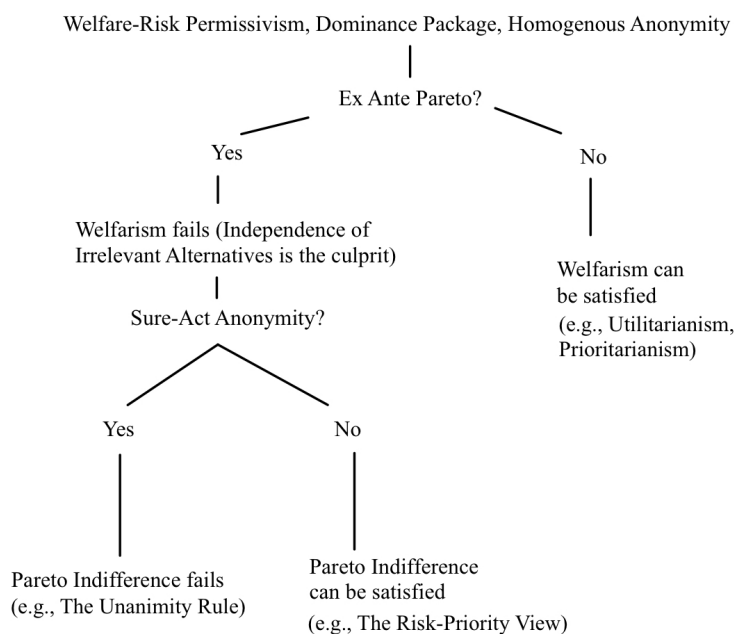 Welfare-Risk Permissivism, Dominance Package, Homogenous Anonymity
Ex Ante Pareto?
Yes
No
Welfarism fails (Independence of
Irrelevant Alternatives is the culprit)
Welfarism can
be satisfied
(e.g., Utilitarianism,
Prioritarianism)
Sure-Act Anonymity?
Yes
No
Pareto Indifference fails
(e.g., The Unanimity Rule)
Pareto Indifference
can be satisfied
(e.g., The Risk-Priority View)